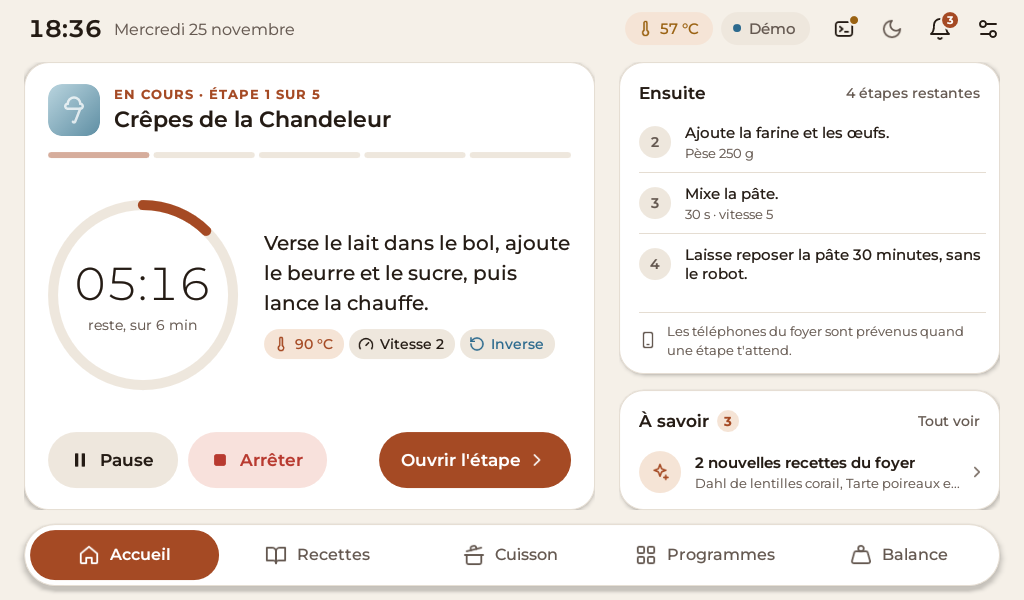 18:36 Mercredi 25 novembre
57 °C
Démo
3
EN COURS · ÉTAPE 1 SUR 5
Crêpes de la Chandeleur
05:16
reste, sur 6 min
Verse le lait dans le bol, ajoute
le beurre et le sucre, puis
lance la chauffe.
90 °C
Vitesse 2
Inverse
Pause
Arrêter
Ouvrir l'étape
Ensuite
4 étapes restantes
2
Ajoute la farine et les œufs.
Pèse 250 g
3
Mixe la pâte.
30 s · vitesse 5
4
Laisse reposer la pâte 30 minutes, sans
le robot.
Les téléphones du foyer sont prévenus quand
une étape t'attend.
À savoir 3
Tout voir
2 nouvelles recettes du foyer
Dahl de lentilles corail, Tarte poireaux e...
Accueil
Recettes
Cuisson
Programmes
Balance